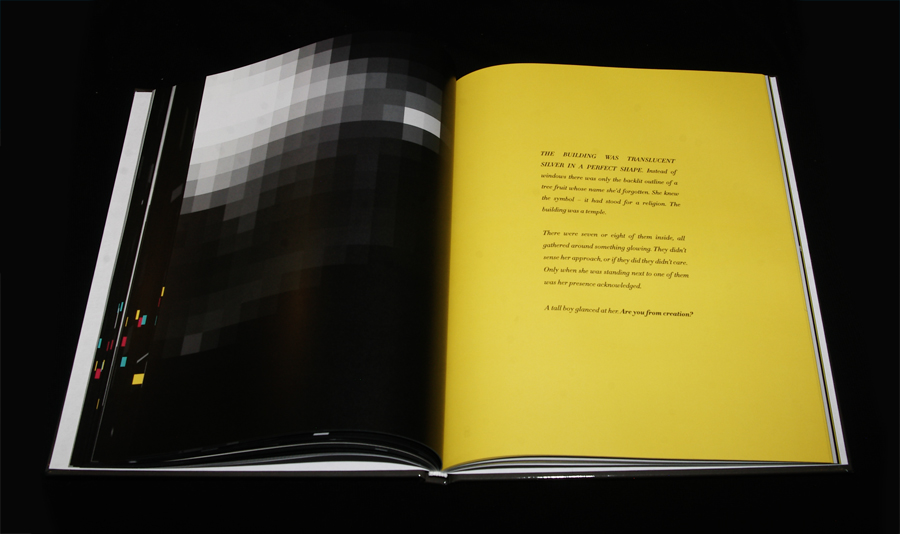 THE BUILDING WAS TRANSLUCENT
SILVER IN A PERFECT SHAPE. Instead of
windows there was only the backlit outline of a
tree fruit whose name she'd forgotten. She knew
the symbol – it had stood for a religion. The
building was a temple.
There were seven or eight of them inside, all
gathered around something glowing. They didn't
sense her approach, or if they did they didn't care.
Only when she was standing next to one of them
was her presence acknowledged.
A tall boy glanced at her. Are you from creation?